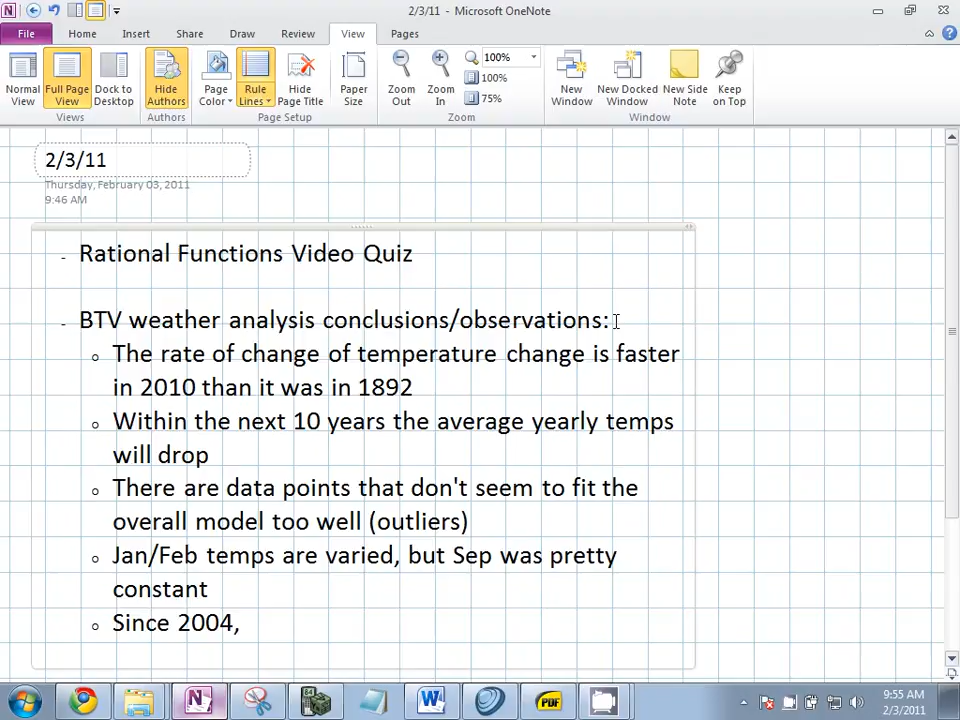 2/3/11 - Microsoft OneNote
File Home Insert Share Draw Review View Pages
Normal View
Full Page View
Dock to Desktop
Hide Authors
Page Color
Rule Lines
Hide Page Title
Paper Size
Zoom Out
Zoom In
100%
100%
75%
New Window
New Docked Window
New Side Note
Keep on Top
Views Authors Page Setup Zoom Window
2/3/11
Thursday, February 03, 2011
9:46 AM
- Rational Functions Video Quiz
- BTV weather analysis conclusions/observations:
o The rate of change of temperature change is faster
in 2010 than it was in 1892
o Within the next 10 years the average yearly temps
will drop
o There are data points that don't seem to fit the
overall model too well (outliers)
o Jan/Feb temps are varied, but Sep was pretty
constant
o Since 2004,
W
PDF
9:55 AM
2/3/2011